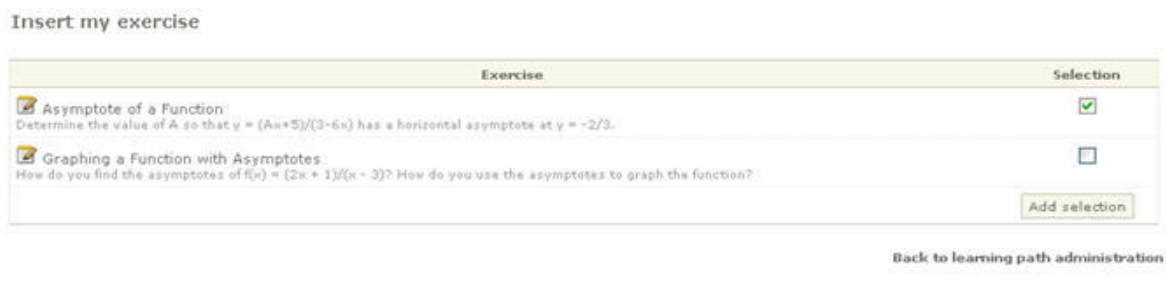 Insert my exercise
Exercise Selection
Asymptote of a Function
Determine the value of A so that y = (Ax+5)/(3-6x) has a horizontal asymptote at y = -2/3.
Graphing a Function with Asymptotes
How do you find the asymptotes of f(x) = (2x + 1)/(x - 3)? How do you use the asymptotes to graph the function?
Add selection
Back to learning path administration